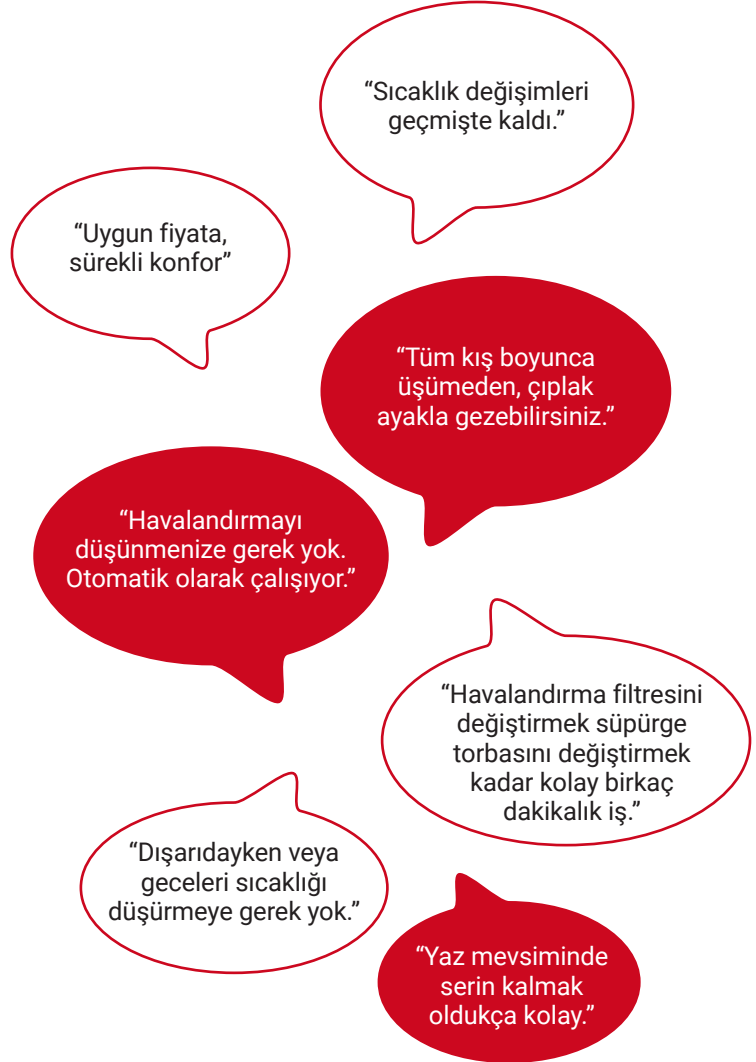 “Sıcaklık değişimleri
geçmişte kaldı.”
“Uygun fiyata,
sürekli konfor”
“Tüm kış boyunca
üşümeden, çıplak
ayakla gezebilirsiniz.”
“Havalandırmayı
düşünmenize gerek yok.
Otomatik olarak çalışıyor.”
“Havalandırma filtresini
değiştirmek süpürge
torbasını değiştirmek
kadar kolay birkaç
dakikalık iş.”
“Dışarıdayken veya
geceleri sıcaklığı
düşürmeye gerek yok.”
“Yaz mevsiminde
serin kalmak
oldukça kolay.”